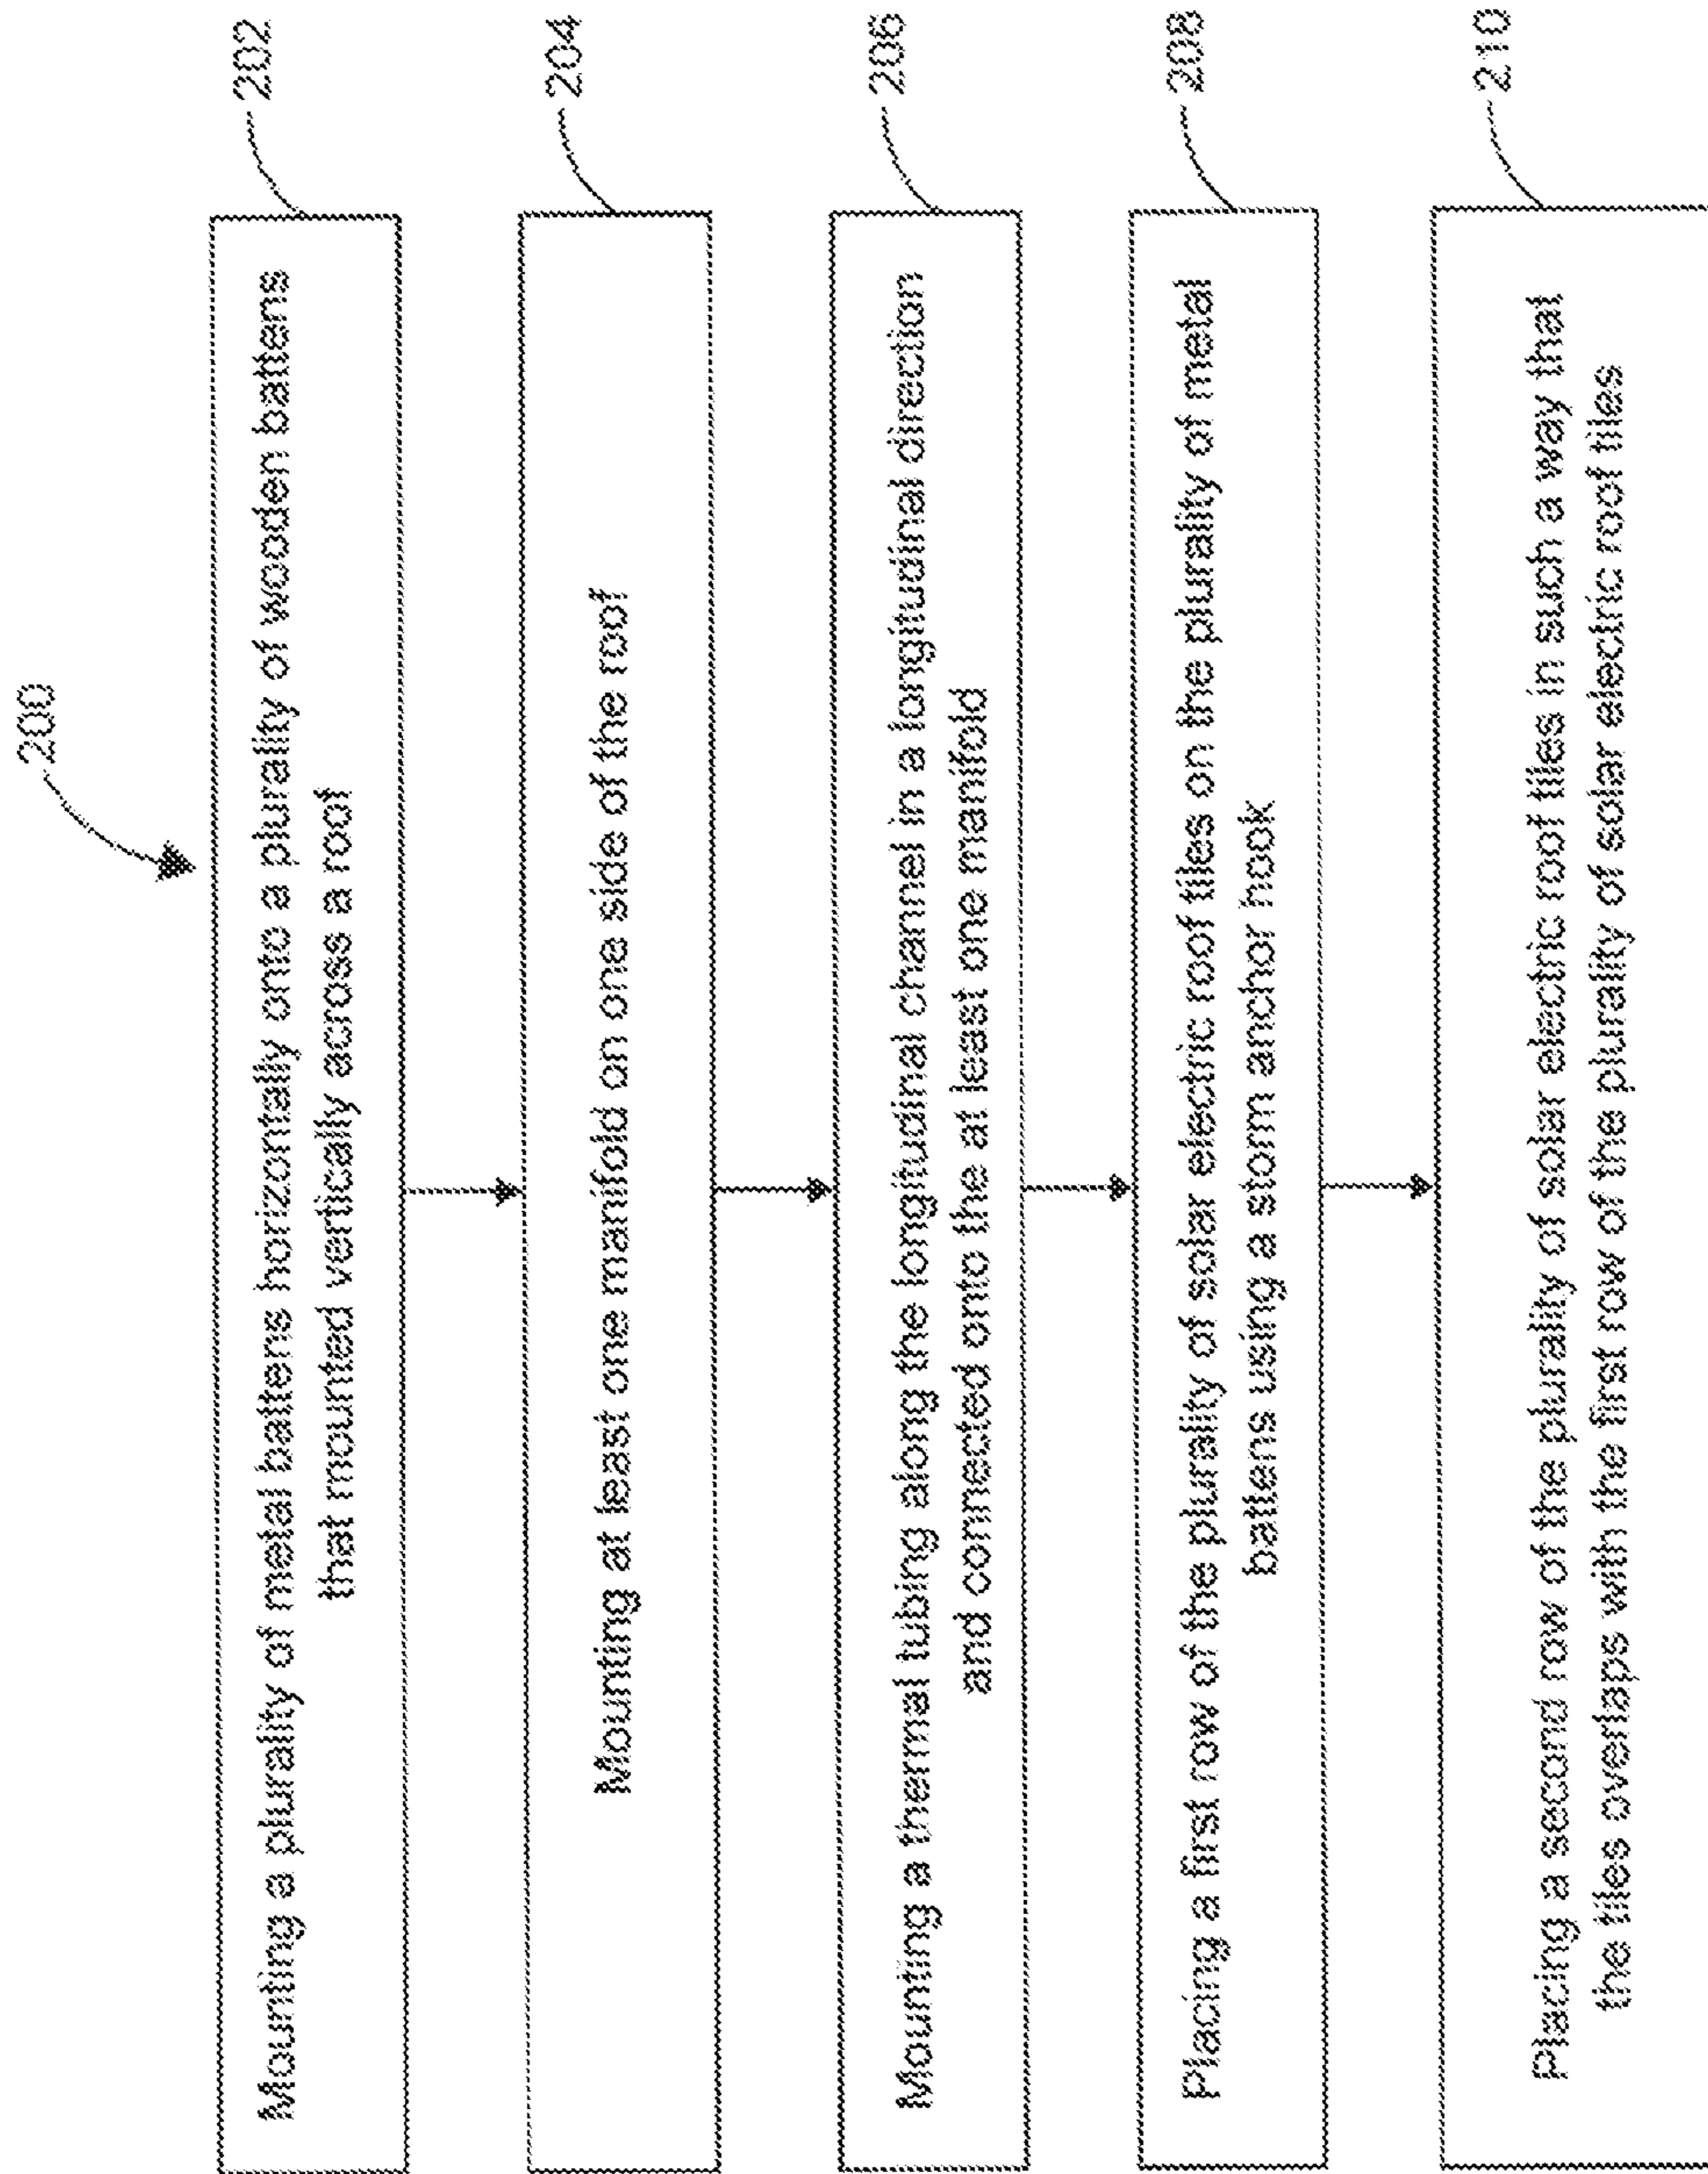 200
Mounting a plurality of metal battens horizontally onto a plurality of wooden battens
that mounted vertically across a roof
202
Mounting at least one manifold on one side of the roof
204
Mounting a thermal tubing along the longitudinal channel in a longitudinal direction
and connected onto the at least one manifold
206
Placing a first row of the plurality of solar electric roof tiles on the plurality of metal
battens using a storm anchor hook
208
Placing a second row of the plurality of solar electric roof tiles in such a way that
the tiles overlaps with the first row of the plurality of solar electric roof tiles
210